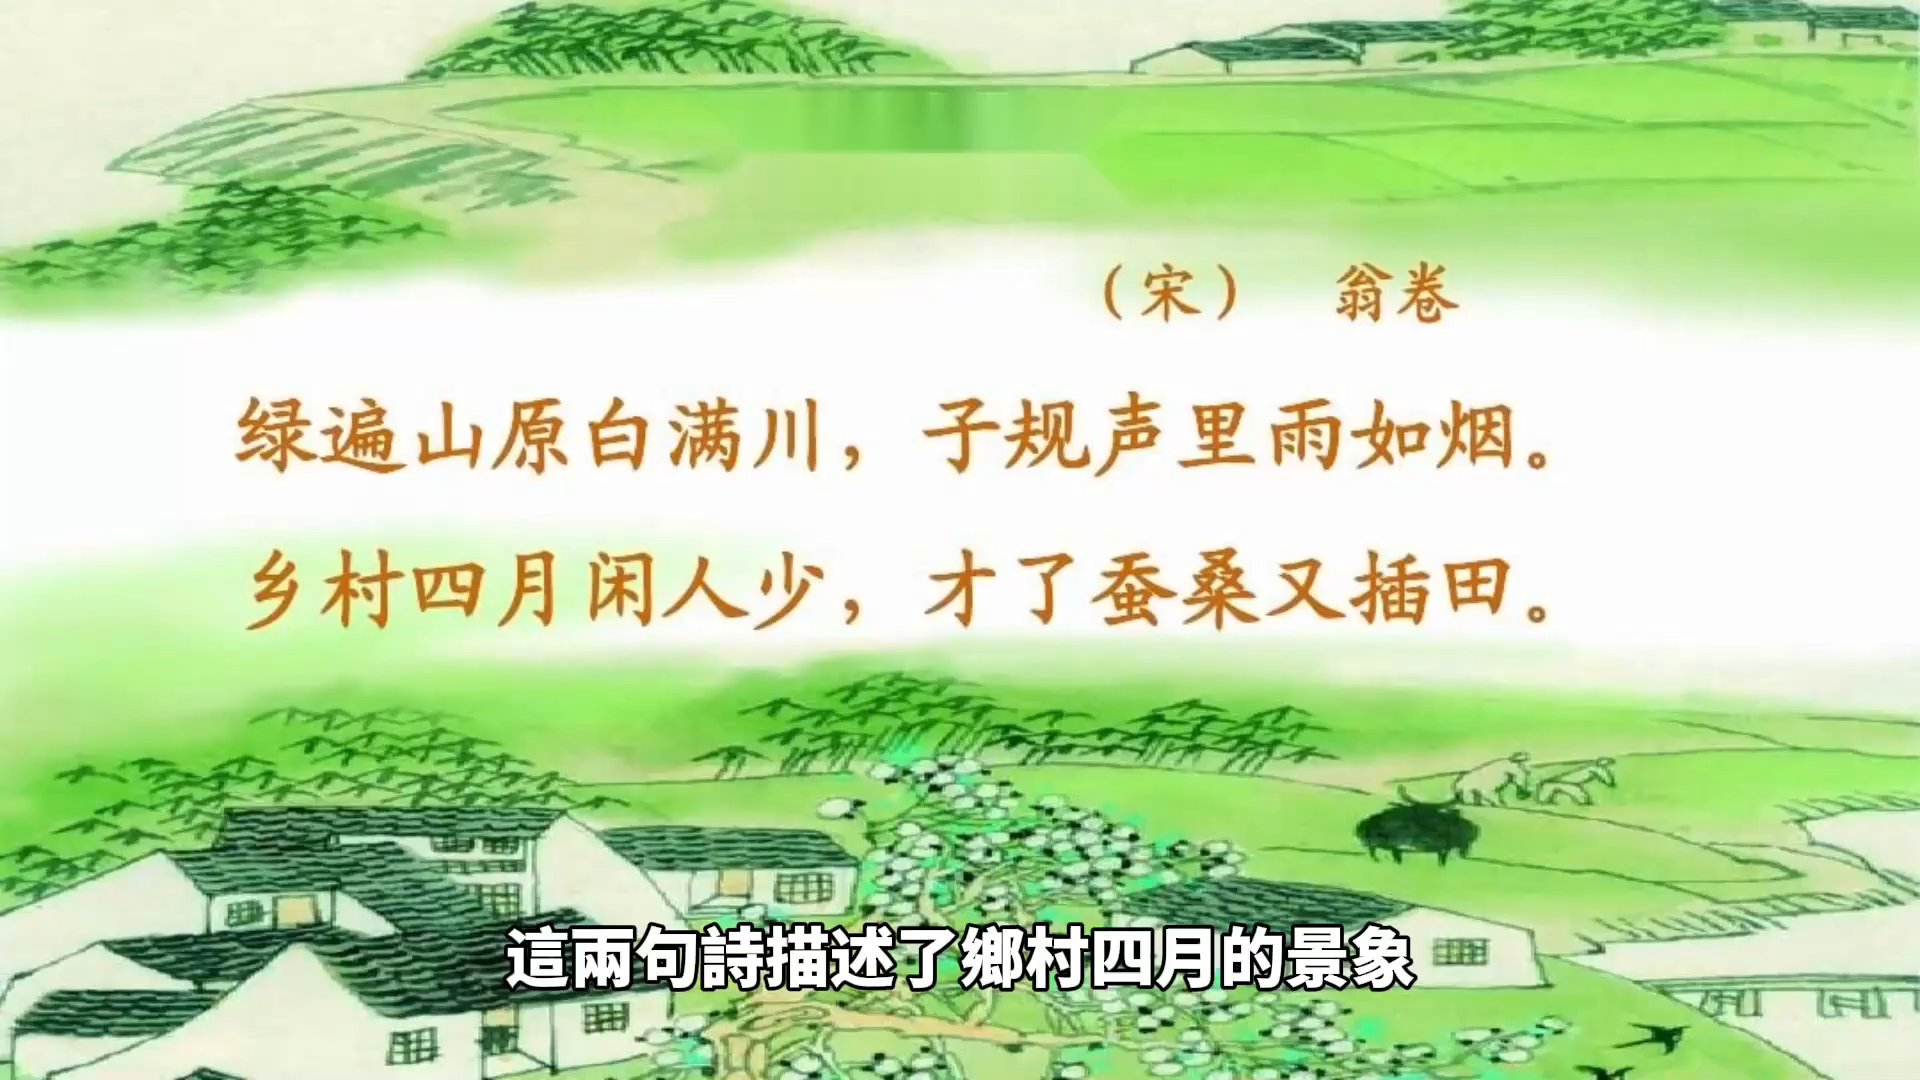 （宋） 翁卷
绿遍山原白满川，子规声里雨如烟。
乡村四月闲人少，才了蚕桑又插田。
這兩句詩描述了鄉村四月的景象